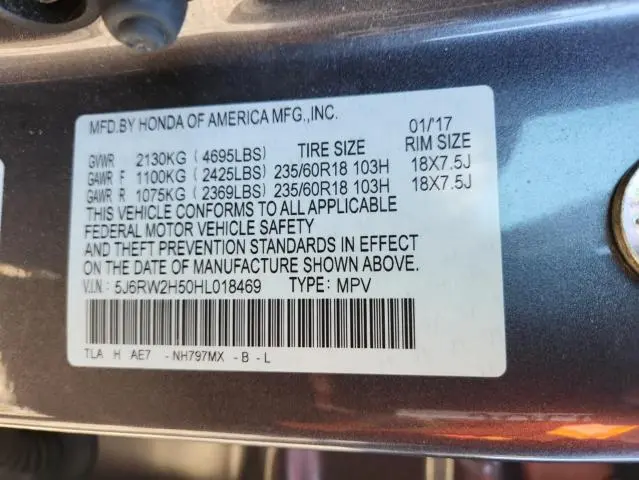 MFD.BY HONDA OF AMERICA MFG.,INC. 01/'17
TIRE SIZE RIM SIZE
GVWR 2130KG (4695LBS)
GAWR F 1100KG (2425LBS) 235/60R18 103H 18X7.5J
GAWR R 1075KG (2369LBS) 235/60R18 103H 18X7.5J
THIS VEHICLE CONFORMS TO ALL APPLICABLE
FEDERAL MOTOR VEHICLE SAFETY
AND THEFT PREVENTION STANDARDS IN EFFECT
ON THE DATE OF MANUFACTURE SHOWN ABOVE.
V.I.N.: 5J6RW2H50HL018469 TYPE: MPV
TLA H AE7 -NH797MX -B -L